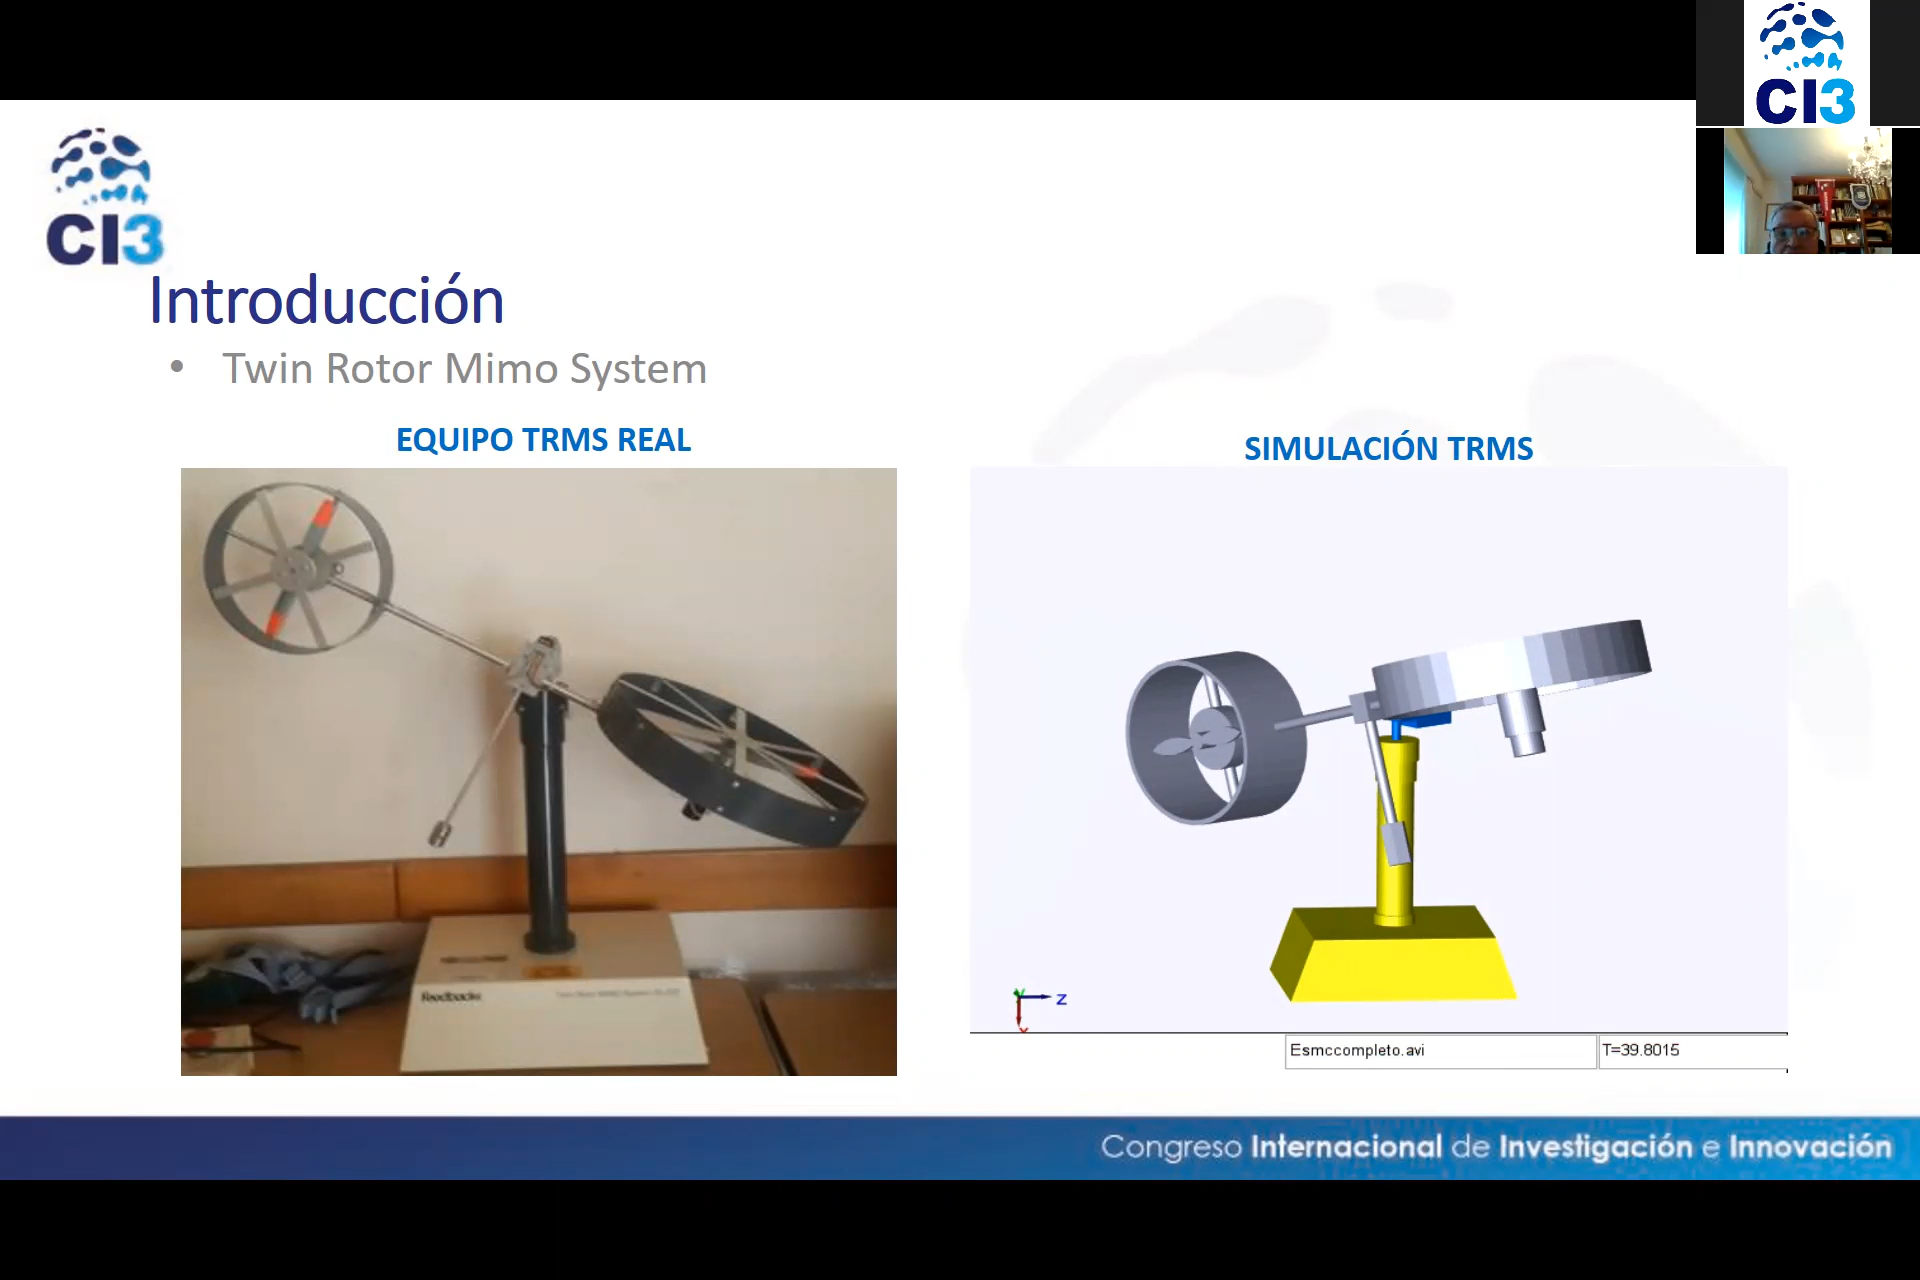 CI3
CI3
Introducción
• Twin Rotor Mimo System
EQUIPO TRMS REAL
SIMULACIÓN TRMS
Feedback
Y
Z
X
Esmccompleto.avi
T=39.8015
Congreso Internacional de Investigación e Innovación